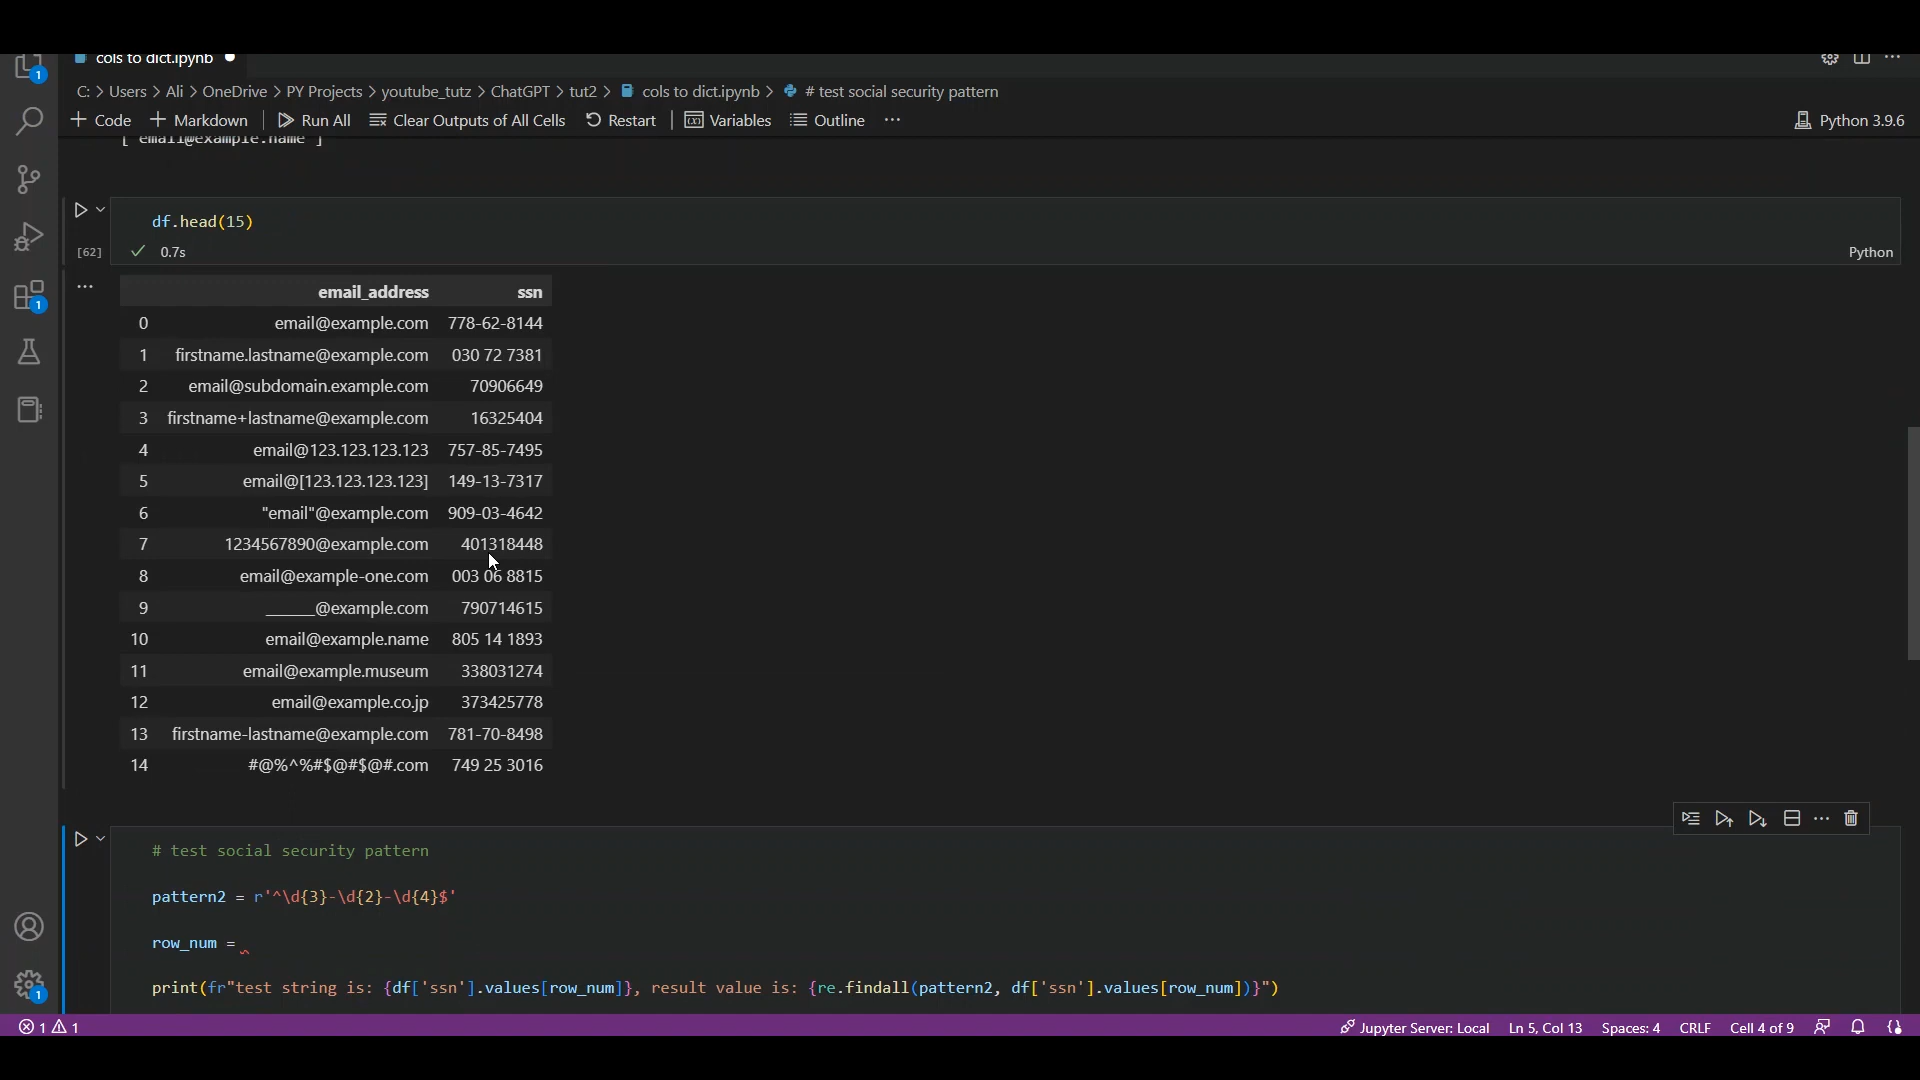 cols to dict.ipynb
C: > Users > Ali > OneDrive > PY Projects > youtube_tutz > ChatGPT > tut2 > cols to dict.ipynb > # test social security pattern
+ Code + Markdown | Run All Clear Outputs of All Cells Restart | Variables Outline ... Python 3.9.6
[ email@example.name ]
df.head(15)
[62] 0.7s Python
email_address ssn
0 email@example.com 778-62-8144
1 firstname.lastname@example.com 030 72 7381
2 email@subdomain.example.com 70906649
3 firstname+lastname@example.com 16325404
4 email@123.123.123.123 757-85-7495
5 email@[123.123.123.123] 149-13-7317
6 "email"@example.com 909-03-4642
7 1234567890@example.com 401318448
8 email@example-one.com 003 06 8815
9 ______@example.com 790714615
10 email@example.name 805 14 1893
11 email@example.museum 338031274
12 email@example.co.jp 373425778
13 firstname-lastname@example.com 781-70-8498
14 #@%^%#$@#$@#.com 749 25 3016
# test social security pattern
pattern2 = r'^\d{3}-\d{2}-\d{4}$'
row_num =
print(fr"test string is: {df['ssn'].values[row_num]}, result value is: {re.findall(pattern2, df['ssn'].values[row_num])}")
1 1 Jupyter Server: Local Ln 5, Col 13 Spaces: 4 CRLF Cell 4 of 9